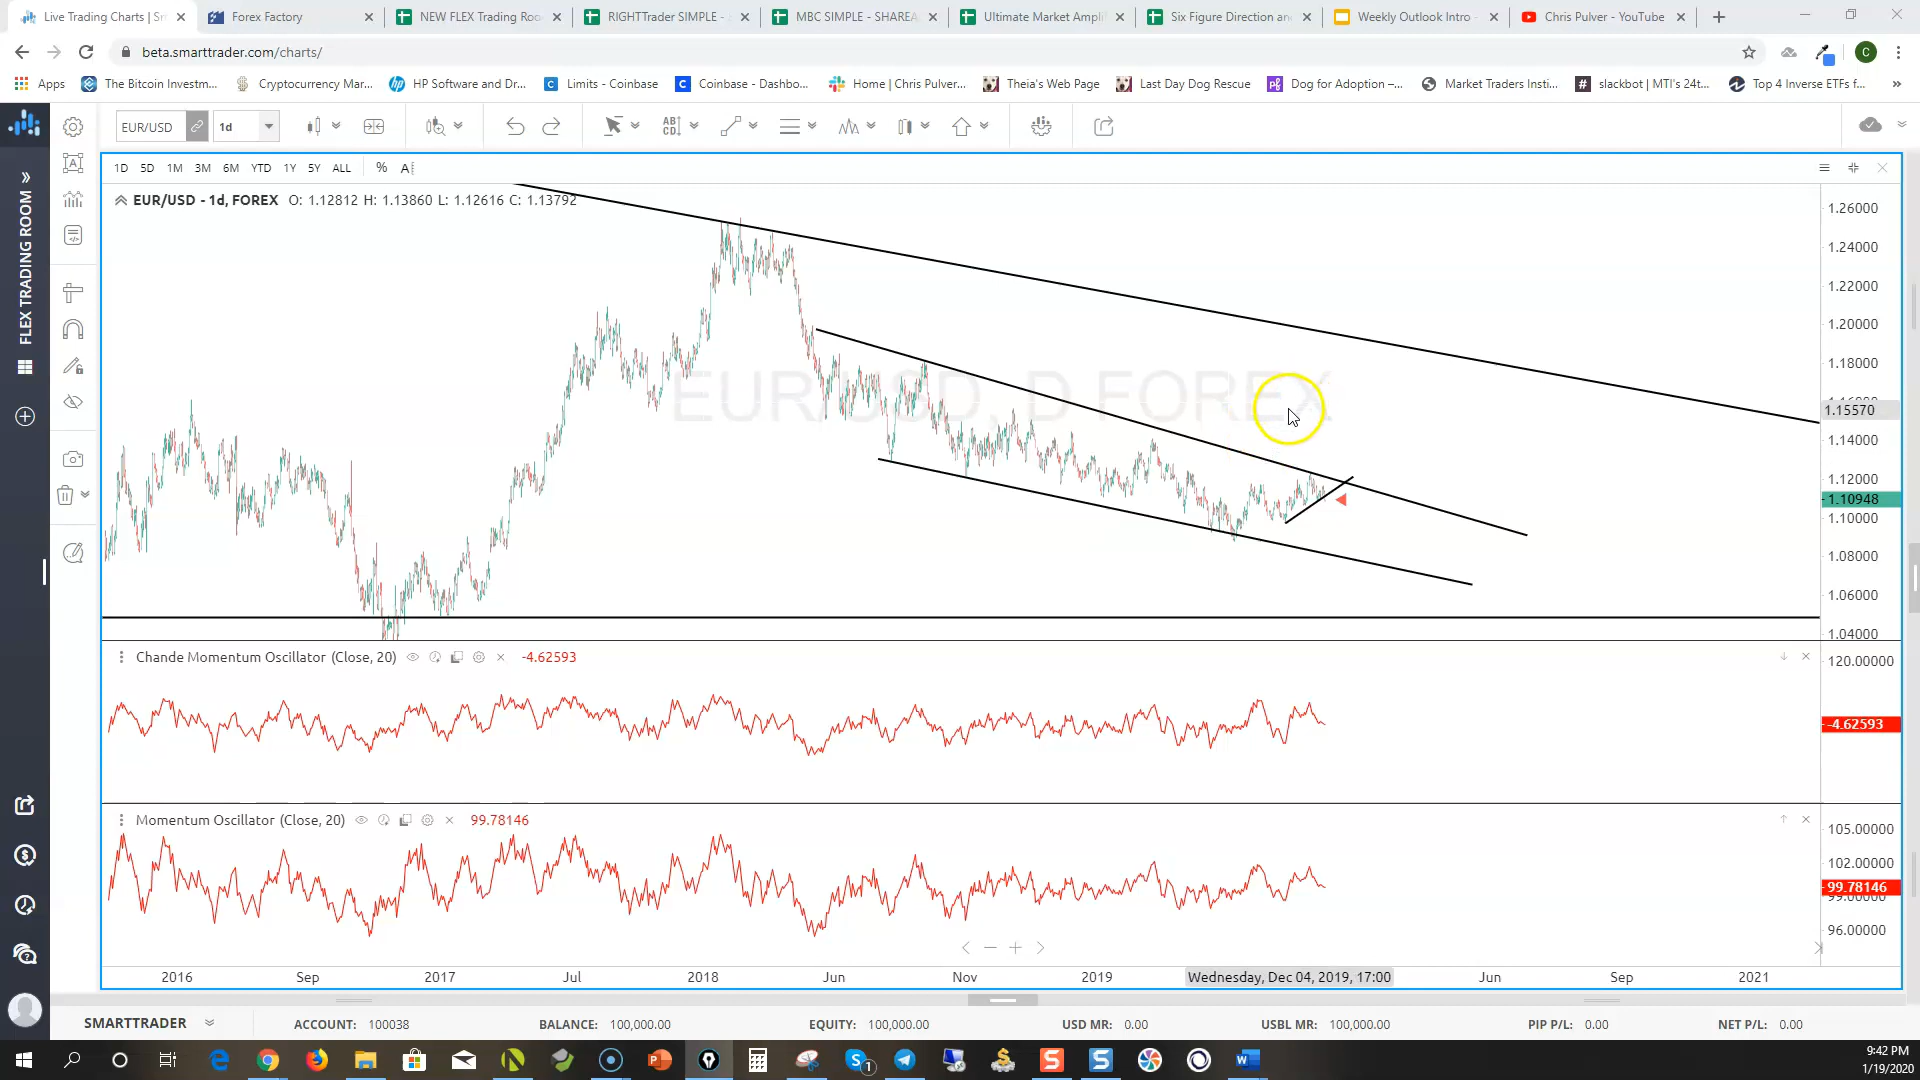 Live Trading Charts | Sm
Forex Factory
NEW FLEX Trading Roo
RIGHTTrader SIMPLE -
MBC SIMPLE - SHAREA
Ultimate Market Ampli
Six Figure Direction an
Weekly Outlook Intro -
Chris Pulver - YouTube
beta.smarttrader.com/charts/
C
Apps
The Bitcoin Investm...
Cryptocurrency Mar...
HP Software and Dr...
Limits - Coinbase
Coinbase - Dashbo...
Home | Chris Pulver...
Theia's Web Page
Last Day Dog Rescue
Dog for Adoption –...
Market Traders Insti...
slackbot | MTI's 24t...
Top 4 Inverse ETFs f...
EUR/USD
1d
AB
CD
FLEX TRADING ROOM
1D 5D 1M 3M 6M YTD 1Y 5Y ALL % A
EUR/USD - 1d, FOREX O: 1.12812 H: 1.13860 L: 1.12616 C: 1.13792
EUR/USD, D FOREX
1.26000
1.24000
1.22000
1.20000
1.18000
1.15570
1.14000
1.12000
1.10948
1.10000
1.08000
1.06000
1.04000
Chande Momentum Oscillator (Close, 20) -4.62593
120.00000
-4.62593
Momentum Oscillator (Close, 20) 99.78146
105.00000
102.00000
99.78146
99.00000
96.00000
2016 Sep 2017 Jul 2018 Jun Nov 2019 Wednesday, Dec 04, 2019, 17:00 Jun Sep 2021
SMARTTRADER ACCOUNT: 100038 BALANCE: 100,000.00 EQUITY: 100,000.00 USD MR: 0.00 USBL MR: 100,000.00 PIP P/L: 0.00 NET P/L: 0.00
9:42 PM
1/19/2020